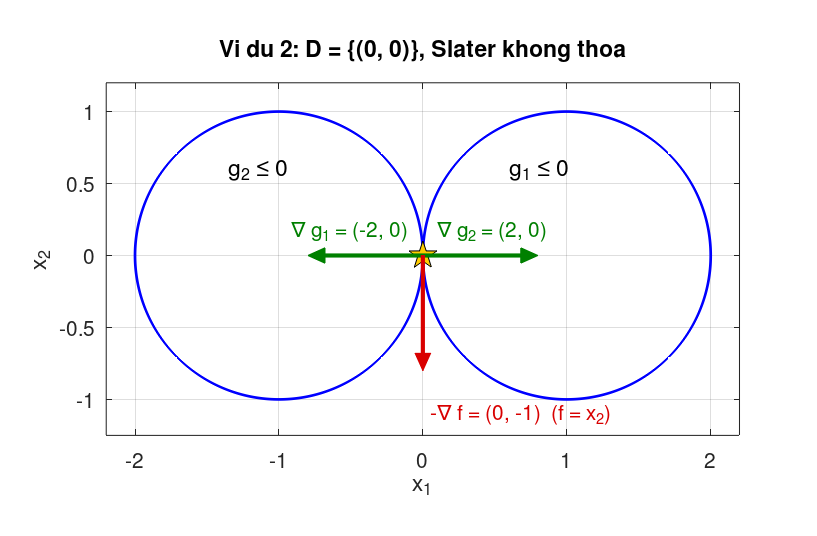 Vi du 2: D = {(0, 0)}, Slater khong thoa
1
0.5
0
-0.5
-1
g₂ ≤ 0
g₁ ≤ 0
∇ g₁ = (-2, 0)
∇ g₂ = (2, 0)
-∇ f = (0, -1)  (f = x₂)
x₂
-2
-1
0
1
2
x₁